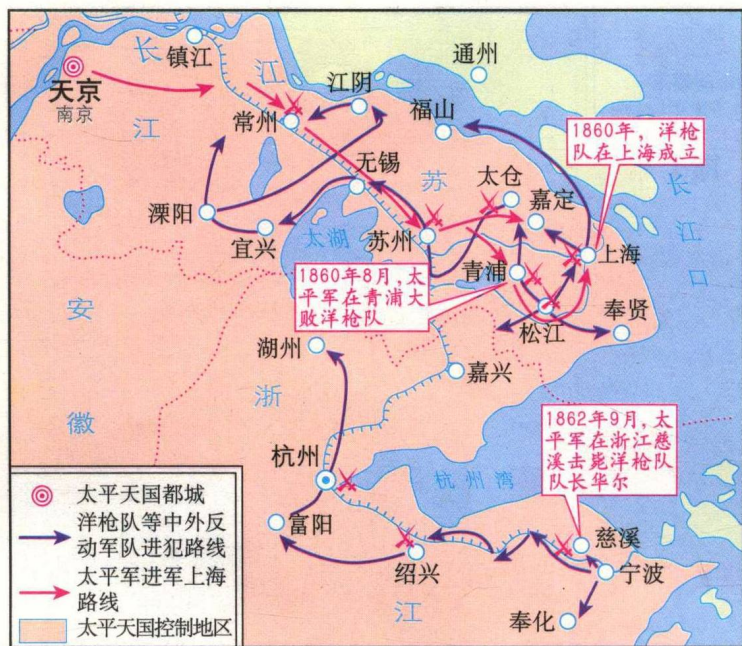 长
江
镇江
天京
南京
江
常州
江阴
通州
福山
1860年，洋枪
队在上海成立
无锡
苏
太仓
嘉定
长
江
口
溧阳
宜兴
太湖
苏州
上海
青浦
1860年8月，太
平军在青浦大
败洋枪队
松江
奉贤
安
徽
湖州
嘉兴
浙
杭州
杭州湾
1862年9月，太
平军在浙江慈
溪击毙洋枪队
队长华尔
富阳
绍兴
慈溪
宁波
江
奉化
太平天国都城
洋枪队等中外反
动军队进犯路线
太平军进军上海
路线
太平天国控制地区